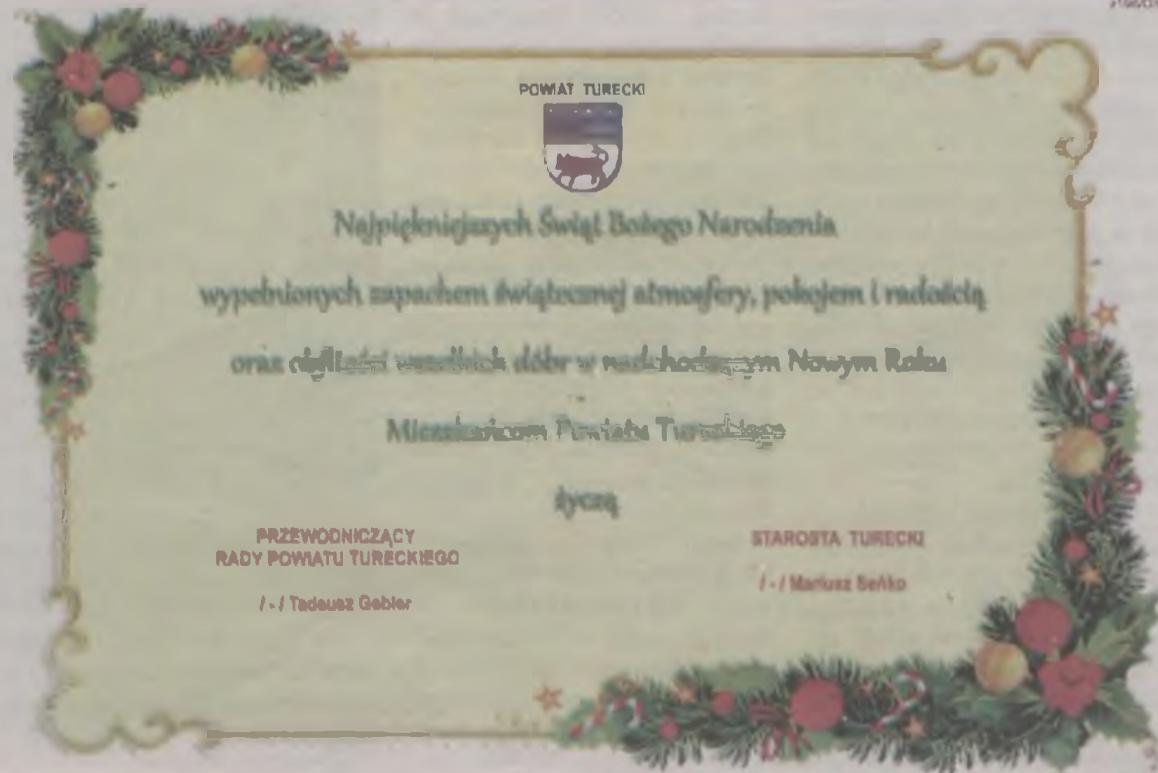 POWIAT TURECKI
Najpiękniejszych Świąt Bożego Narodzenia
wypełnionych zapachem świątecznej atmosfery, pokojem i radością
oraz obfitości wszelkich dóbr w nadchodzącym Nowym Roku
Mieszkańcom Powiatu Tureckiego
życzą
PRZEWODNICZĄCY
RADY POWIATU TURECKIEGO
/ - / Tadeusz Gebler
STAROSTA TURECKI
/ - / Mariusz Seńko